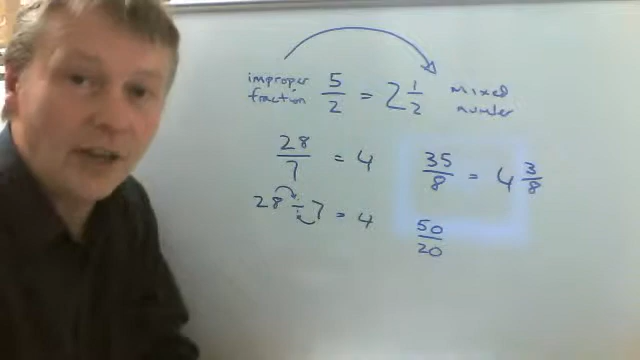 improper fraction 5/2 = 2 1/2 mixed number
28/7 = 4
28 ÷ 7 = 4
35/8 = 4 3/8
50/20